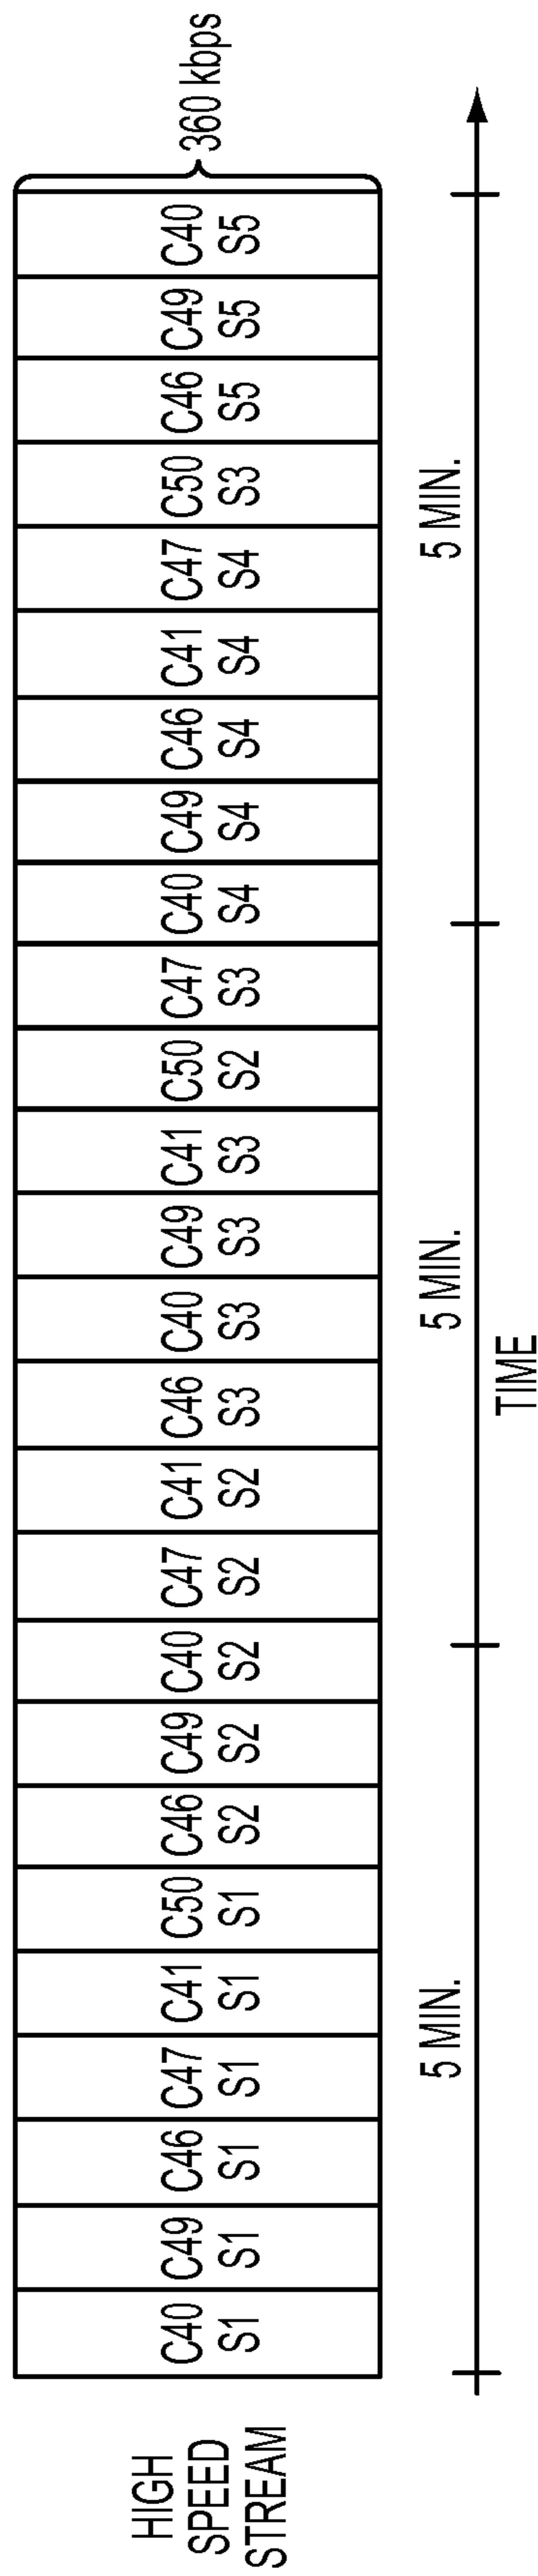 HIGH
SPEED
STREAM
C40 S1
C49 S1
C46 S1
C47 S1
C41 S1
C50 S1
C46 S2
C49 S2
C40 S2
C47 S2
C41 S2
C46 S3
C40 S3
C49 S3
C41 S3
C50 S2
C47 S3
C40 S4
C49 S4
C46 S4
C41 S4
C47 S4
C50 S3
C46 S5
C49 S5
C40 S5
360 kbps
5 MIN.
5 MIN.
5 MIN.
TIME